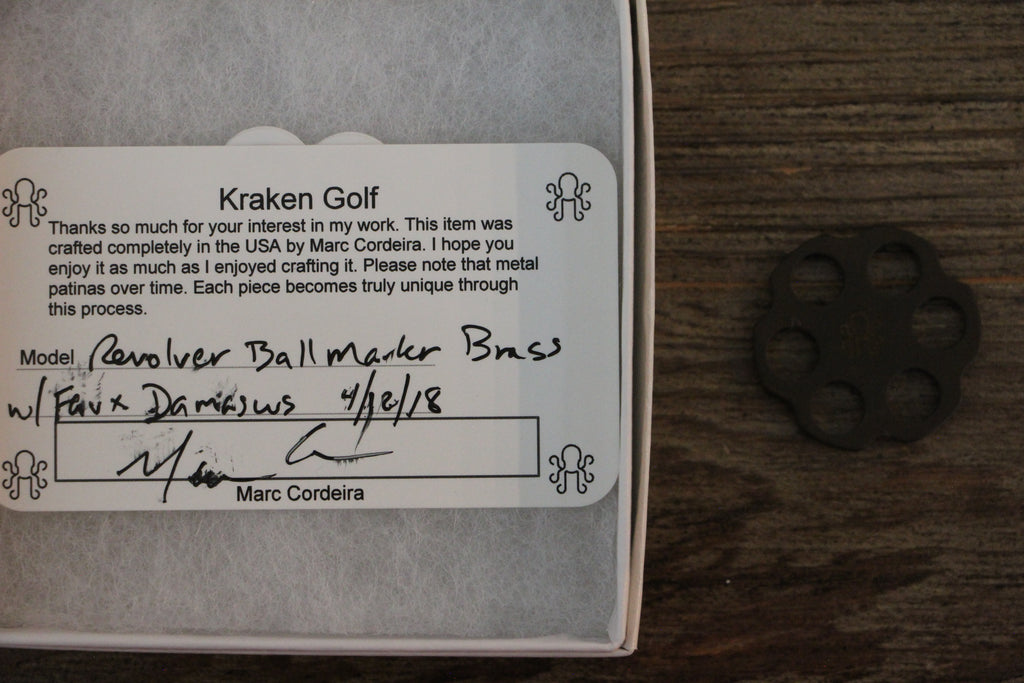 Kraken Golf
Thanks so much for your interest in my work. This item was
crafted completely in the USA by Marc Cordeira. I hope you
enjoy it as much as I enjoyed crafting it. Please note that metal
patinas over time. Each piece becomes truly unique through
this process.
Model Revolver Ball Marker Brass
w/ Faux Damascus 4/12/18
Marc Cordeira